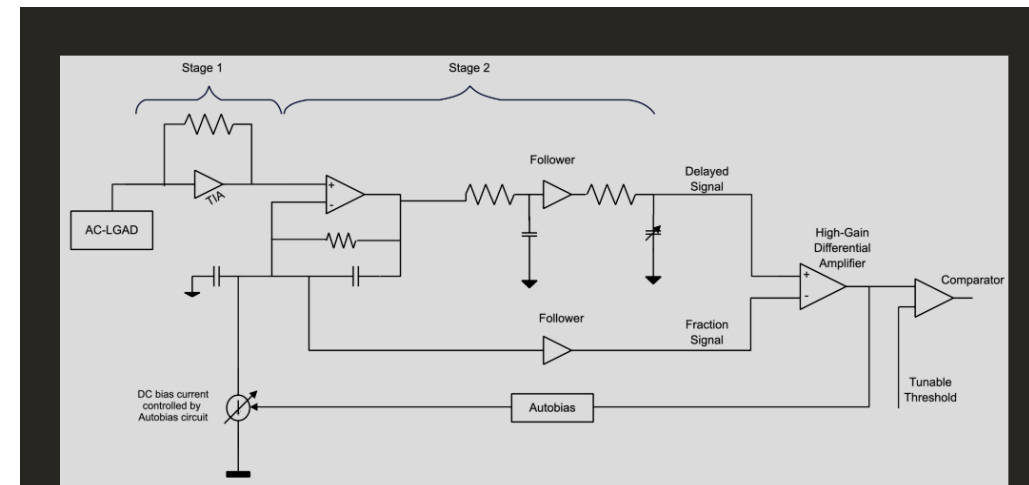 Stage 1
Stage 2
TIA
AC-LGAD
+
-
Follower
Delayed
Signal
High-Gain
Differential
Amplifier
+
-
Comparator
Follower
Fraction
Signal
Tunable
Threshold
DC bias current
controlled by
Autobias circuit
Autobias